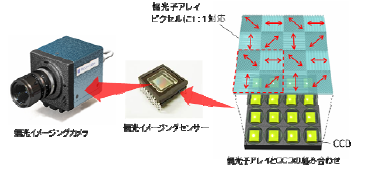 偏光子アレイ
ピクセルに1:1対応
偏光イメージングカメラ
偏光イメージングセンサー
CCD
偏光子アレイとCCDの組み合わせ